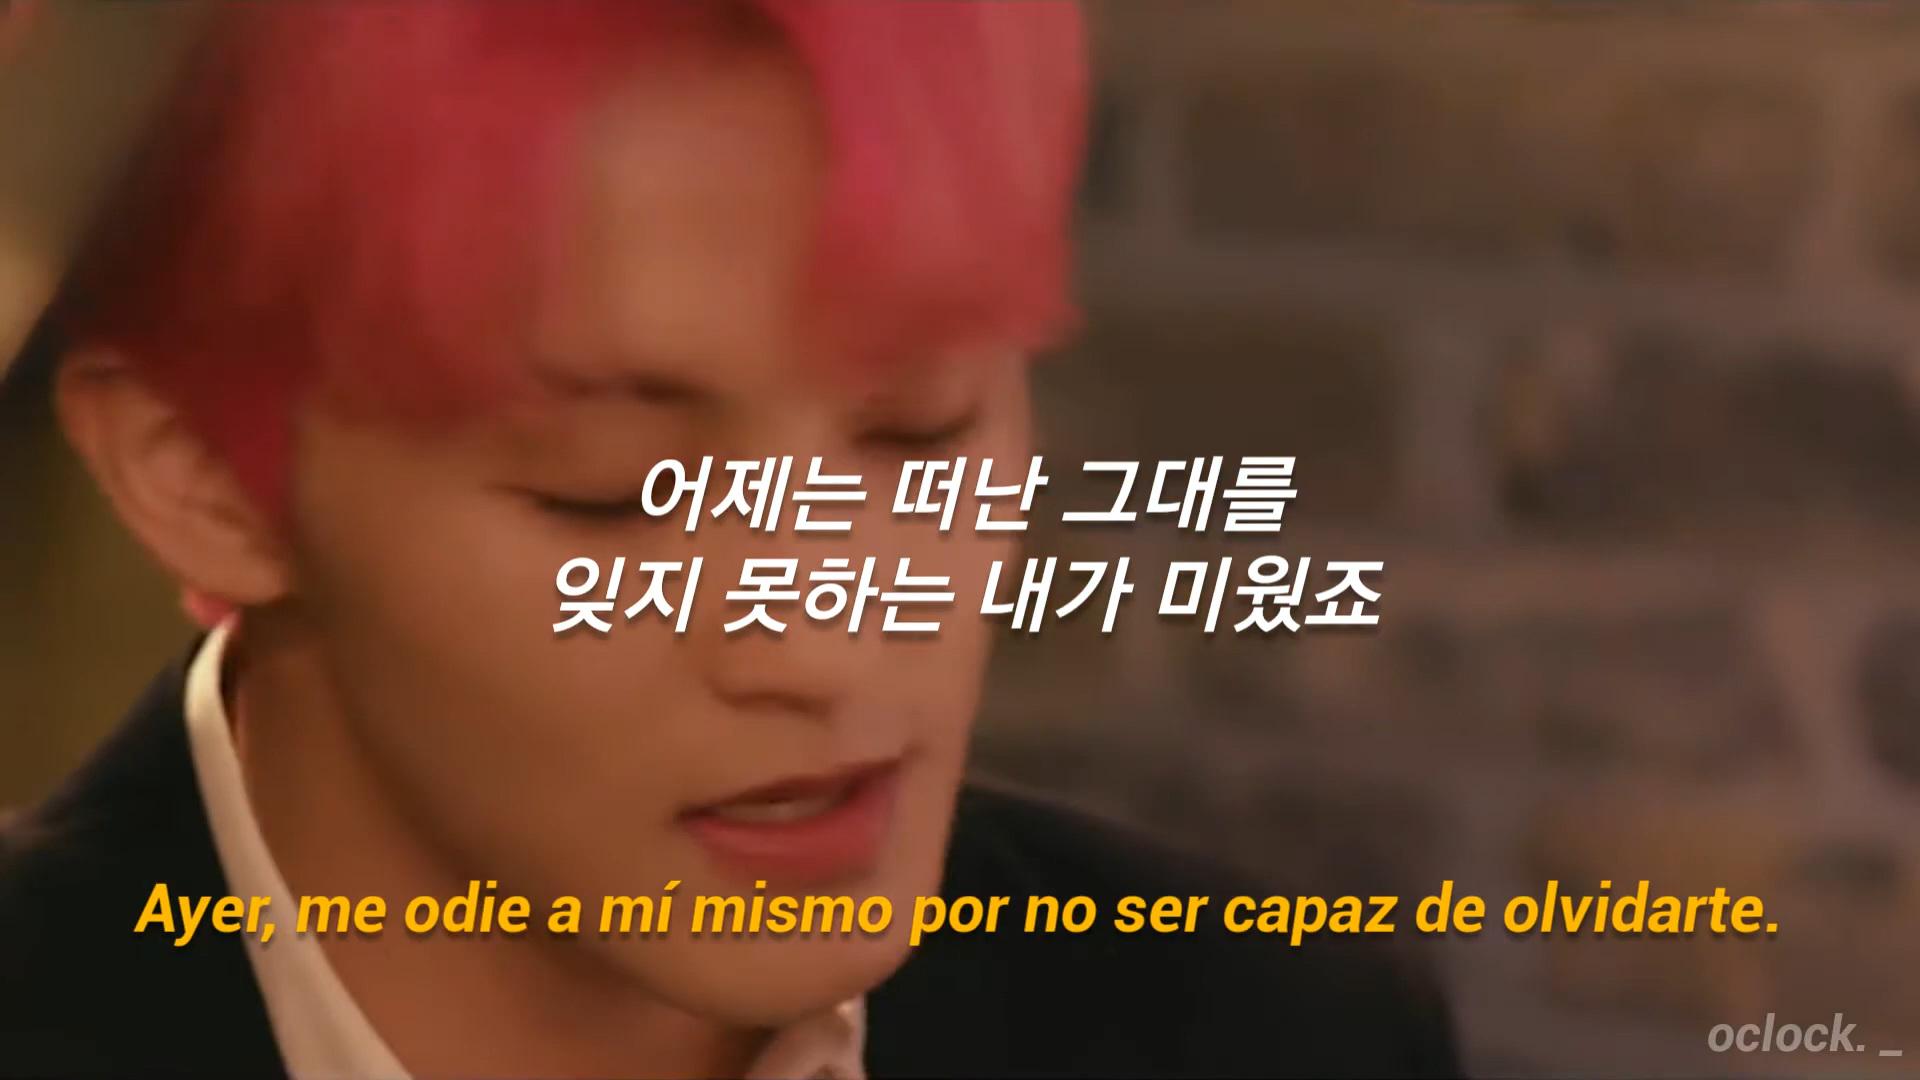 어제는 떠난 그대를
잊지 못하는 내가 미웠죠
Ayer, me odie a mí mismo por no ser capaz de olvidarte.
oclock. _